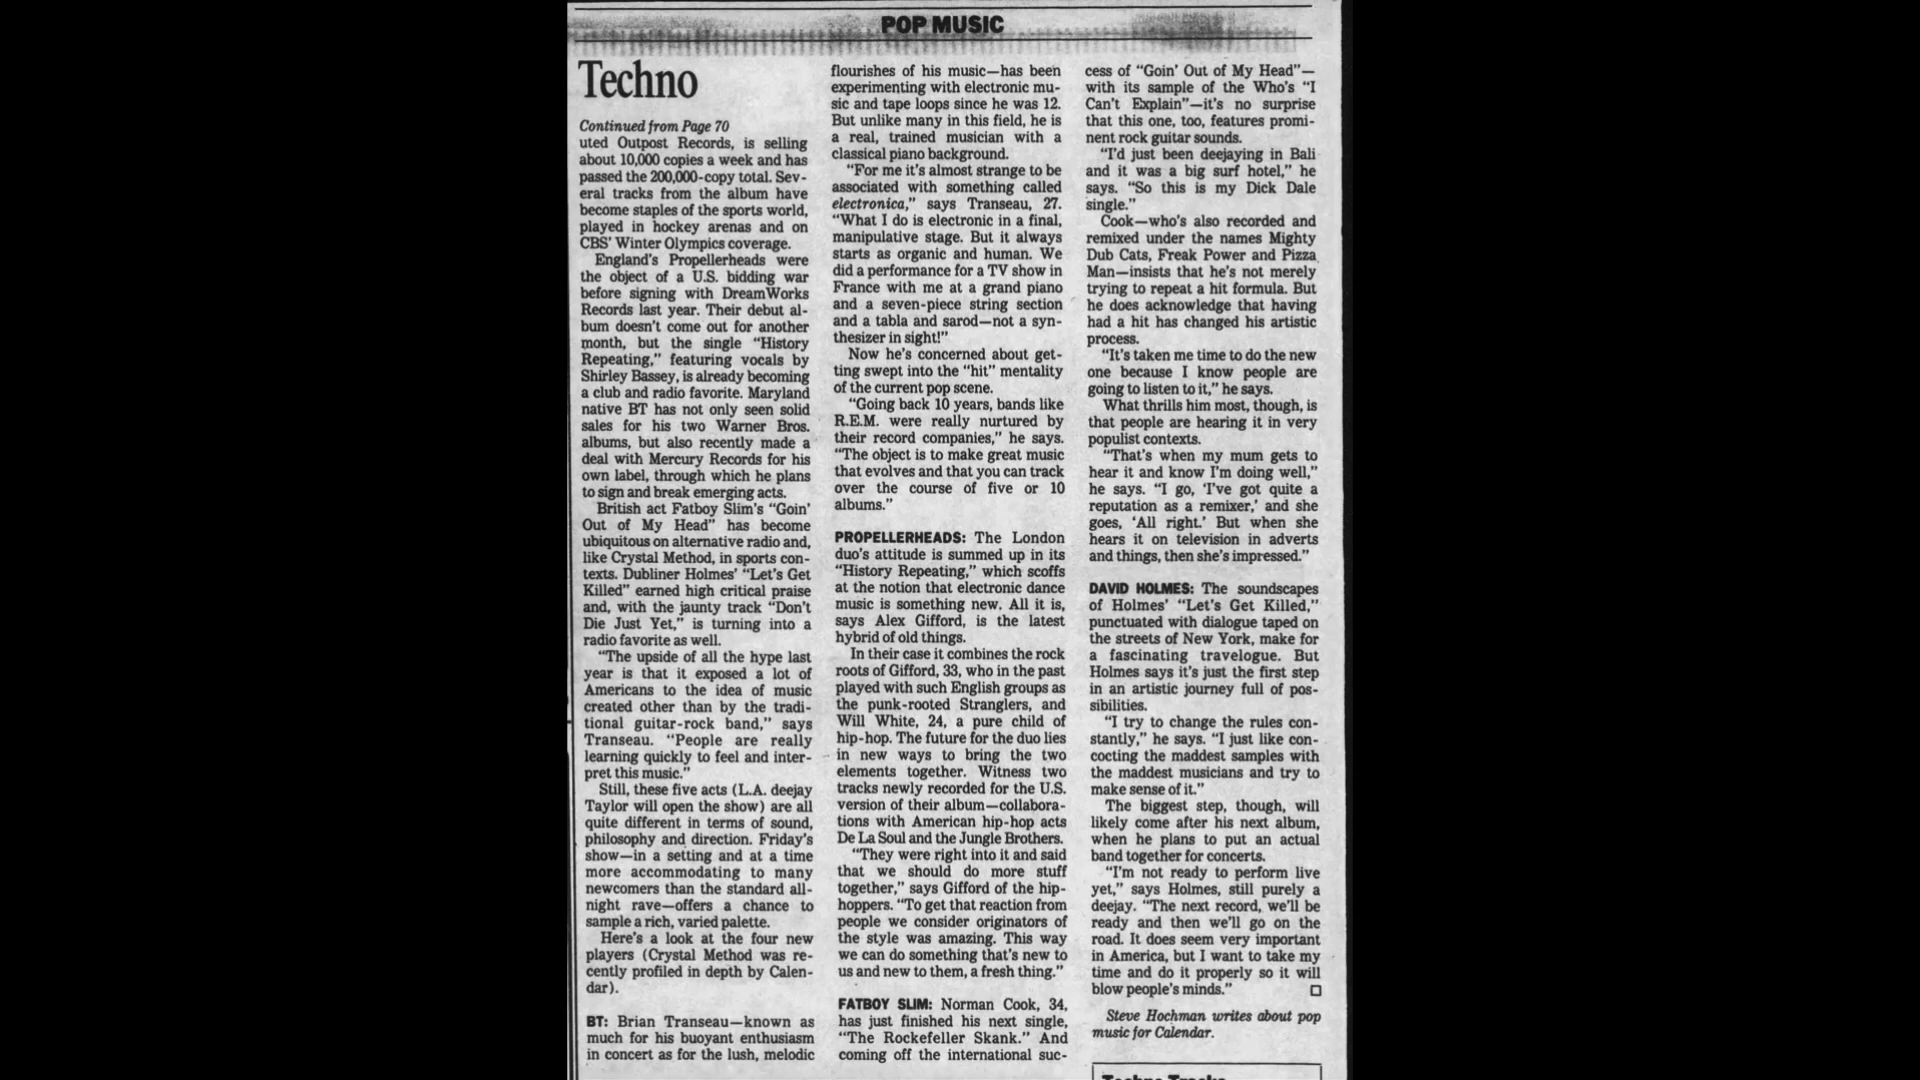 POP MUSIC
Techno
Continued from Page 70
uted Outpost Records, is selling
about 10,000 copies a week and has
passed the 200,000-copy total. Sev-
eral tracks from the album have
become staples of the sports world,
played in hockey arenas and on
CBS' Winter Olympics coverage.
England's Propellerheads were
the object of a U.S. bidding war
before signing with DreamWorks
Records last year. Their debut al-
bum doesn't come out for another
month, but the single “History
Repeating,” featuring vocals by
Shirley Bassey, is already becoming
a club and radio favorite. Maryland
native BT has not only seen solid
sales for his two Warner Bros.
albums, but also recently made a
deal with Mercury Records for his
own label, through which he plans
to sign and break emerging acts.
British act Fatboy Slim's “Goin'
Out of My Head” has become
ubiquitous on alternative radio and,
like Crystal Method, in sports con-
texts. Dubliner Holmes' “Let's Get
Killed” earned high critical praise
and, with the jaunty track “Don't
Die Just Yet,” is turning into a
radio favorite as well.
“The upside of all the hype last
year is that it exposed a lot of
Americans to the idea of music
created other than by the tradi-
tional guitar-rock band,” says
Transeau. “People are really
learning quickly to feel and inter-
pret this music.”
Still, these five acts (L.A. deejay
Taylor will open the show) are all
quite different in terms of sound,
philosophy and direction. Friday's
show—in a setting and at a time
more accommodating to many
newcomers than the standard all-
night rave—offers a chance to
sample a rich, varied palette.
Here's a look at the four new
players (Crystal Method was re-
cently profiled in depth by Calen-
dar).
BT: Brian Transeau—known as
much for his buoyant enthusiasm
in concert as for the lush, melodic
flourishes of his music—has been
experimenting with electronic mu-
sic and tape loops since he was 12.
But unlike many in this field, he is
a real, trained musician with a
classical piano background.
“For me it's almost strange to be
associated with something called
electronica,” says Transeau, 27.
“What I do is electronic in a final,
manipulative stage. But it always
starts as organic and human. We
did a performance for a TV show in
France with me at a grand piano
and a seven-piece string section
and a tabla and sarod—not a syn-
thesizer in sight!”
Now he's concerned about get-
ting swept into the “hit” mentality
of the current pop scene.
“Going back 10 years, bands like
R.E.M. were really nurtured by
their record companies,” he says.
“The object is to make great music
that evolves and that you can track
over the course of five or 10
albums.”
PROPELLERHEADS: The London
duo's attitude is summed up in its
“History Repeating,” which scoffs
at the notion that electronic dance
music is something new. All it is,
says Alex Gifford, is the latest
hybrid of old things.
In their case it combines the rock
roots of Gifford, 33, who in the past
played with such English groups as
the punk-rooted Stranglers, and
Will White, 24, a pure child of
hip-hop. The future for the duo lies
in new ways to bring the two
elements together. Witness two
tracks newly recorded for the U.S.
version of their album—collabora-
tions with American hip-hop acts
De La Soul and the Jungle Brothers.
“They were right into it and said
that we should do more stuff
together,” says Gifford of the hip-
hoppers. “To get that reaction from
people we consider originators of
the style was amazing. This way
we can do something that's new to
us and new to them, a fresh thing.”
FATBOY SLIM: Norman Cook, 34,
has just finished his next single,
“The Rockefeller Skank.” And
coming off the international suc-
cess of “Goin' Out of My Head”—
with its sample of the Who's “I
Can't Explain”—it's no surprise
that this one, too, features promi-
nent rock guitar sounds.
“I'd just been deejaying in Bali
and it was a big surf hotel,” he
says. “So this is my Dick Dale
single.”
Cook—who's also recorded and
remixed under the names Mighty
Dub Cats, Freak Power and Pizza
Man—insists that he's not merely
trying to repeat a hit formula. But
he does acknowledge that having
had a hit has changed his artistic
process.
“It's taken me time to do the new
one because I know people are
going to listen to it,” he says.
What thrills him most, though, is
that people are hearing it in very
populist contexts.
“That's when my mum gets to
hear it and know I'm doing well,”
he says. “I go, ‘I've got quite a
reputation as a remixer,’ and she
goes, ‘All right.’ But when she
hears it on television in adverts
and things, then she's impressed.”
DAVID HOLMES: The soundscapes
of Holmes' “Let's Get Killed,”
punctuated with dialogue taped on
the streets of New York, make for
a fascinating travelogue. But
Holmes says it's just the first step
in an artistic journey full of pos-
sibilities.
“I try to change the rules con-
stantly,” he says. “I just like con-
cocting the maddest samples with
the maddest musicians and try to
make sense of it.”
The biggest step, though, will
likely come after his next album,
when he plans to put an actual
band together for concerts.
“I'm not ready to perform live
yet,” says Holmes, still purely a
deejay. “The next record, we'll be
ready and then we'll go on the
road. It does seem very important
in America, but I want to take my
time and do it properly so it will
blow people's minds.”
Steve Hochman writes about pop
music for Calendar.
Techno Tracks